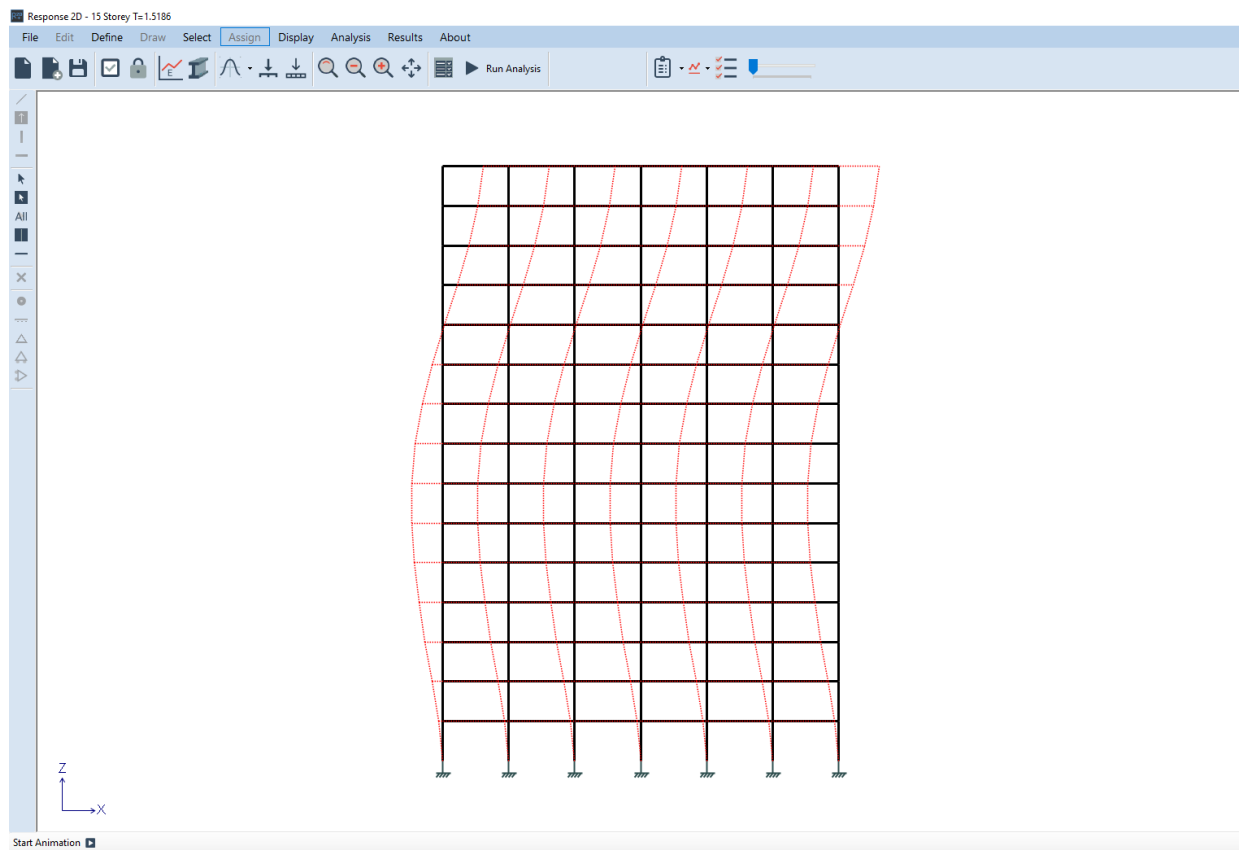 Response 2D - 15 Storey T=1.5186
File Edit Define Draw Select Assign Display Analysis Results About
E Run Analysis
All
Z
X
Start Animation